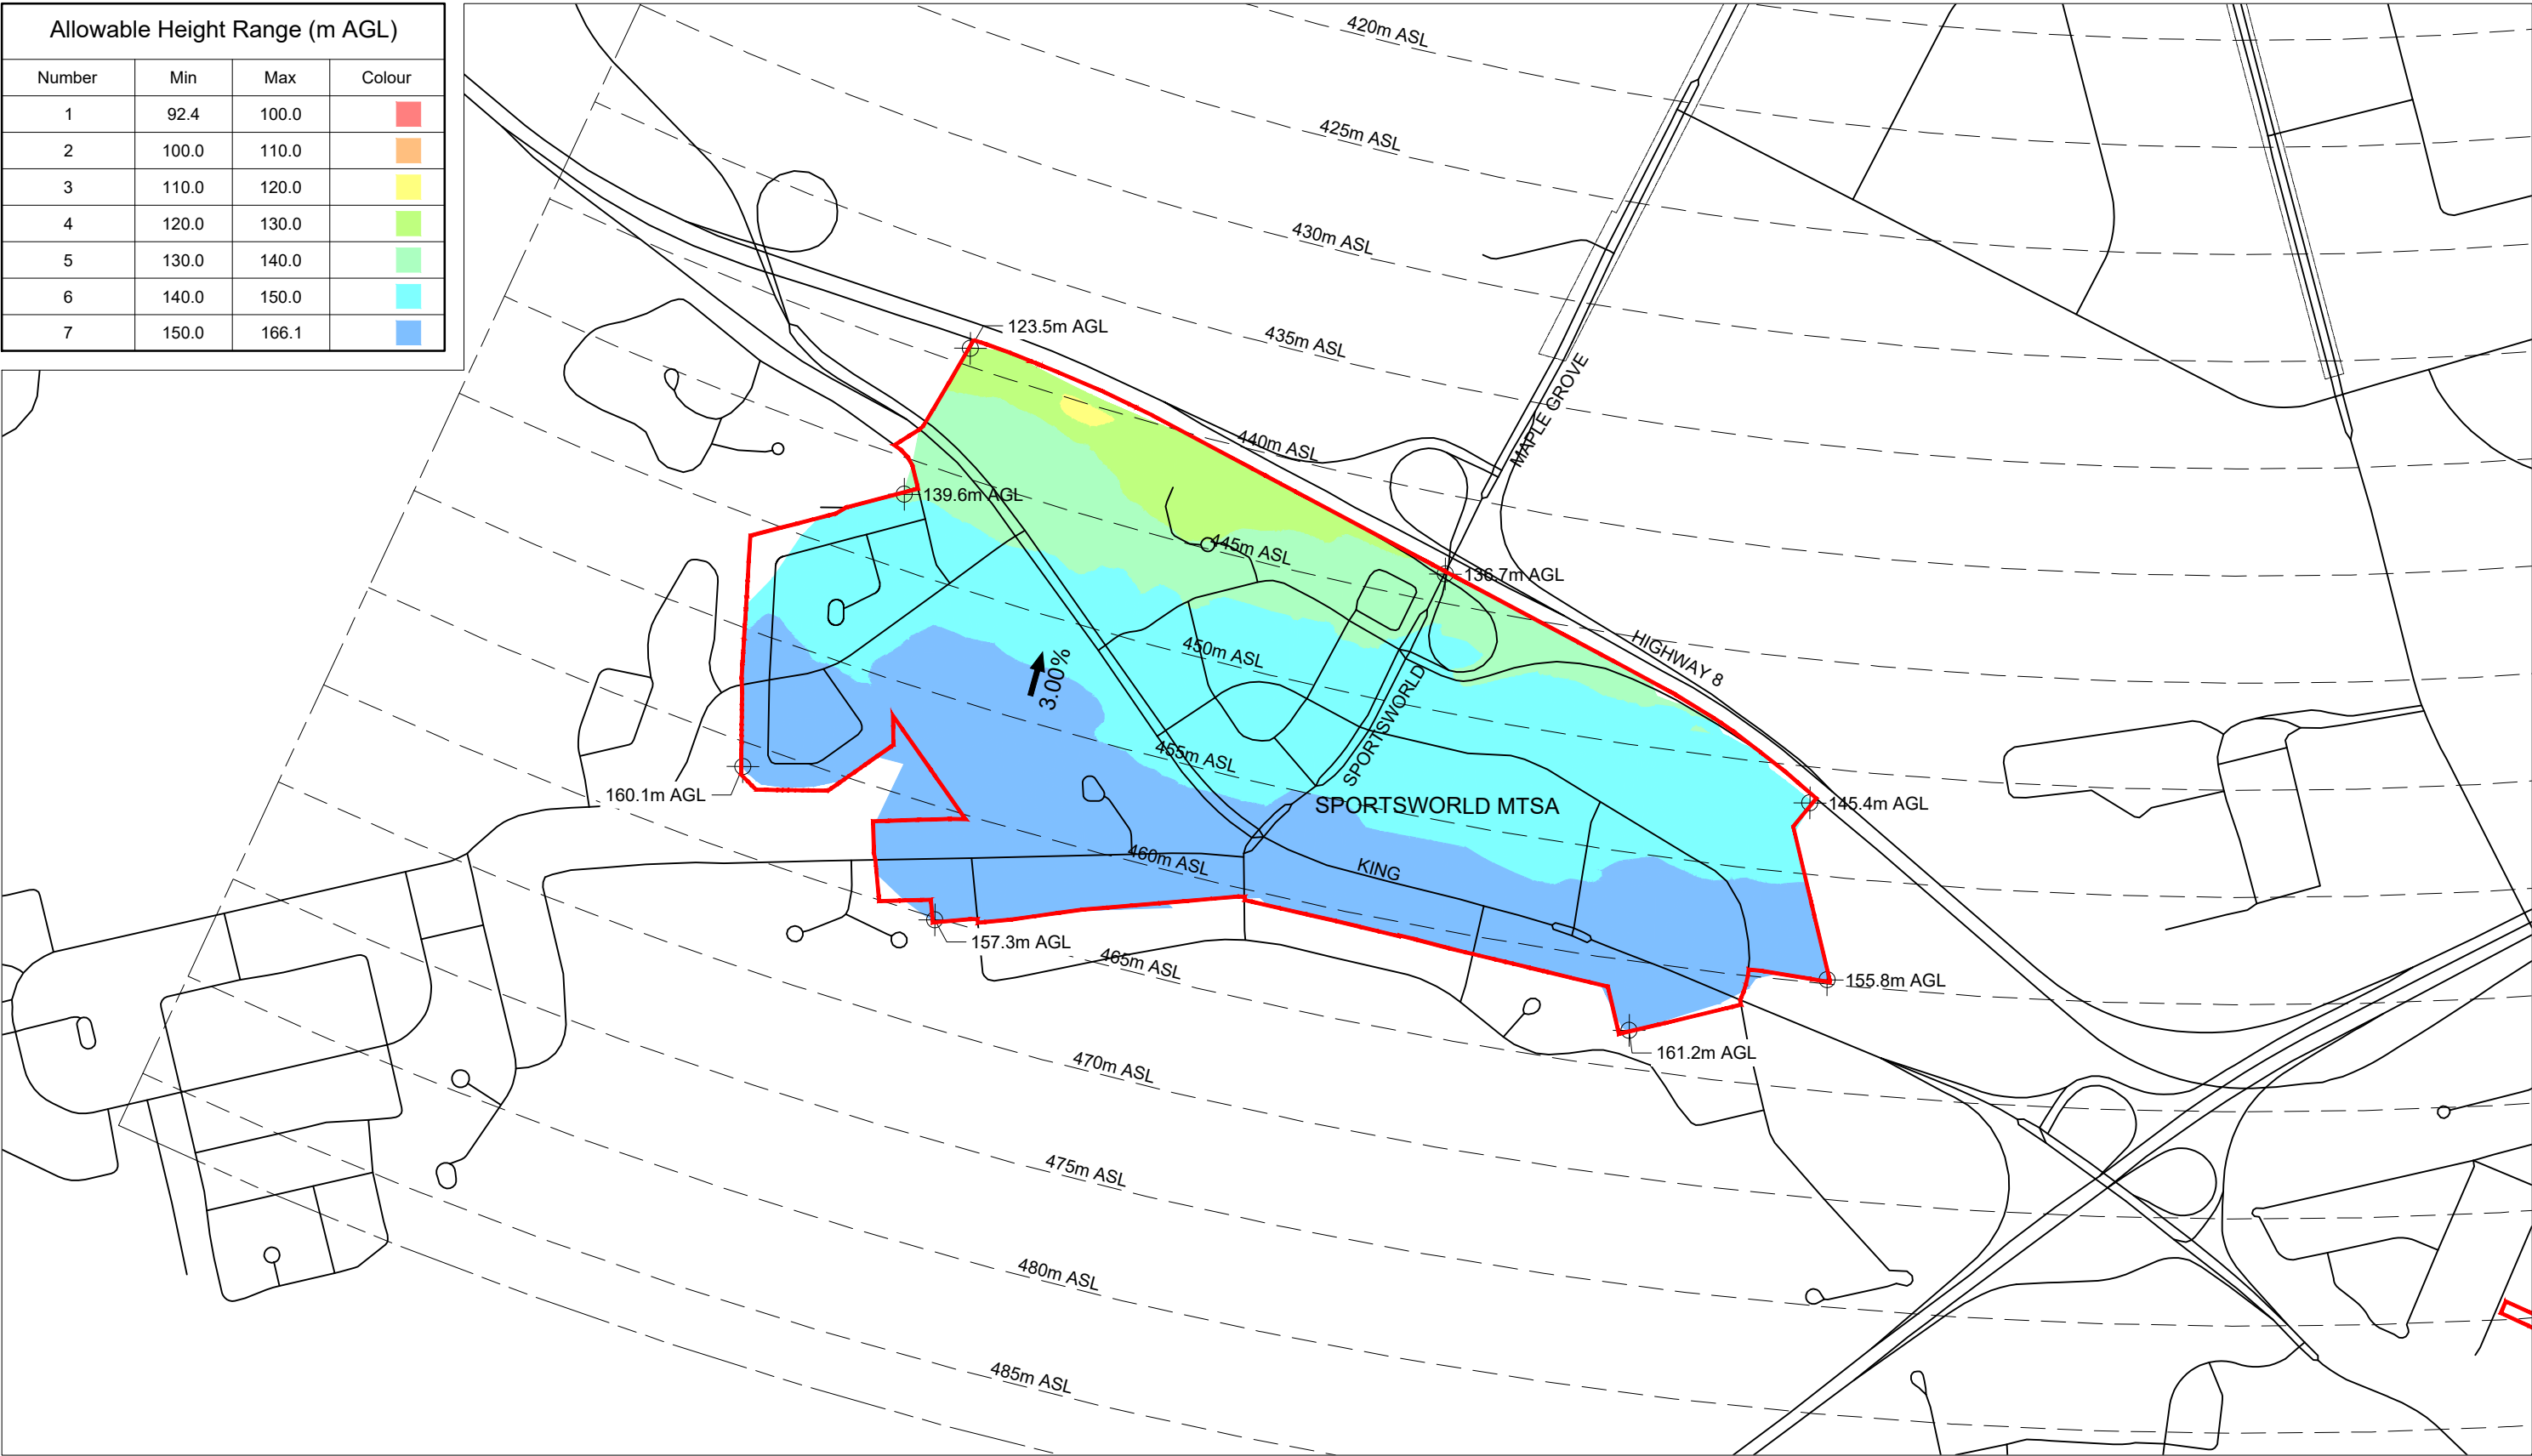 Allowable Height Range (m AGL)
Number Min Max Colour
1 92.4 100.0
2 100.0 110.0
3 110.0 120.0
4 120.0 130.0
5 130.0 140.0
6 140.0 150.0
7 150.0 166.1
420m ASL
425m ASL
430m ASL
435m ASL
440m ASL
445m ASL
450m ASL
455m ASL
460m ASL
465m ASL
470m ASL
475m ASL
480m ASL
485m ASL
123.5m AGL
139.6m AGL
136.7m AGL
160.1m AGL
145.4m AGL
157.3m AGL
155.8m AGL
161.2m AGL
MAPLE GROVE
HIGHWAY 8
SPORTSWORLD
3.00%
SPORTSWORLD MTSA
KING